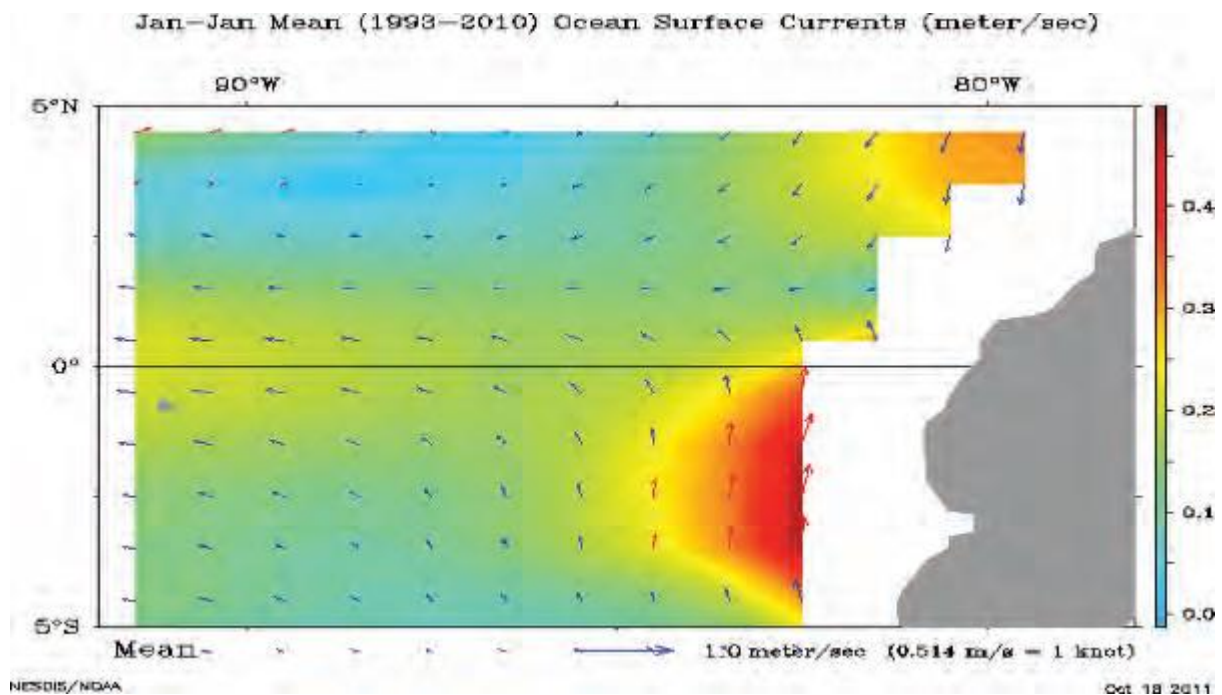 Jan-Jan Mean (1993-2010) Ocean Surface Currents (meter/sec)
90°W 80°W
5°N
0.4
0.3
0.2
0°
0.1
0.0
5°S
Mean 1.0 meter/sec (0.514 m/s = 1 knot)
NESDIS/NOAA Oct 18 2011